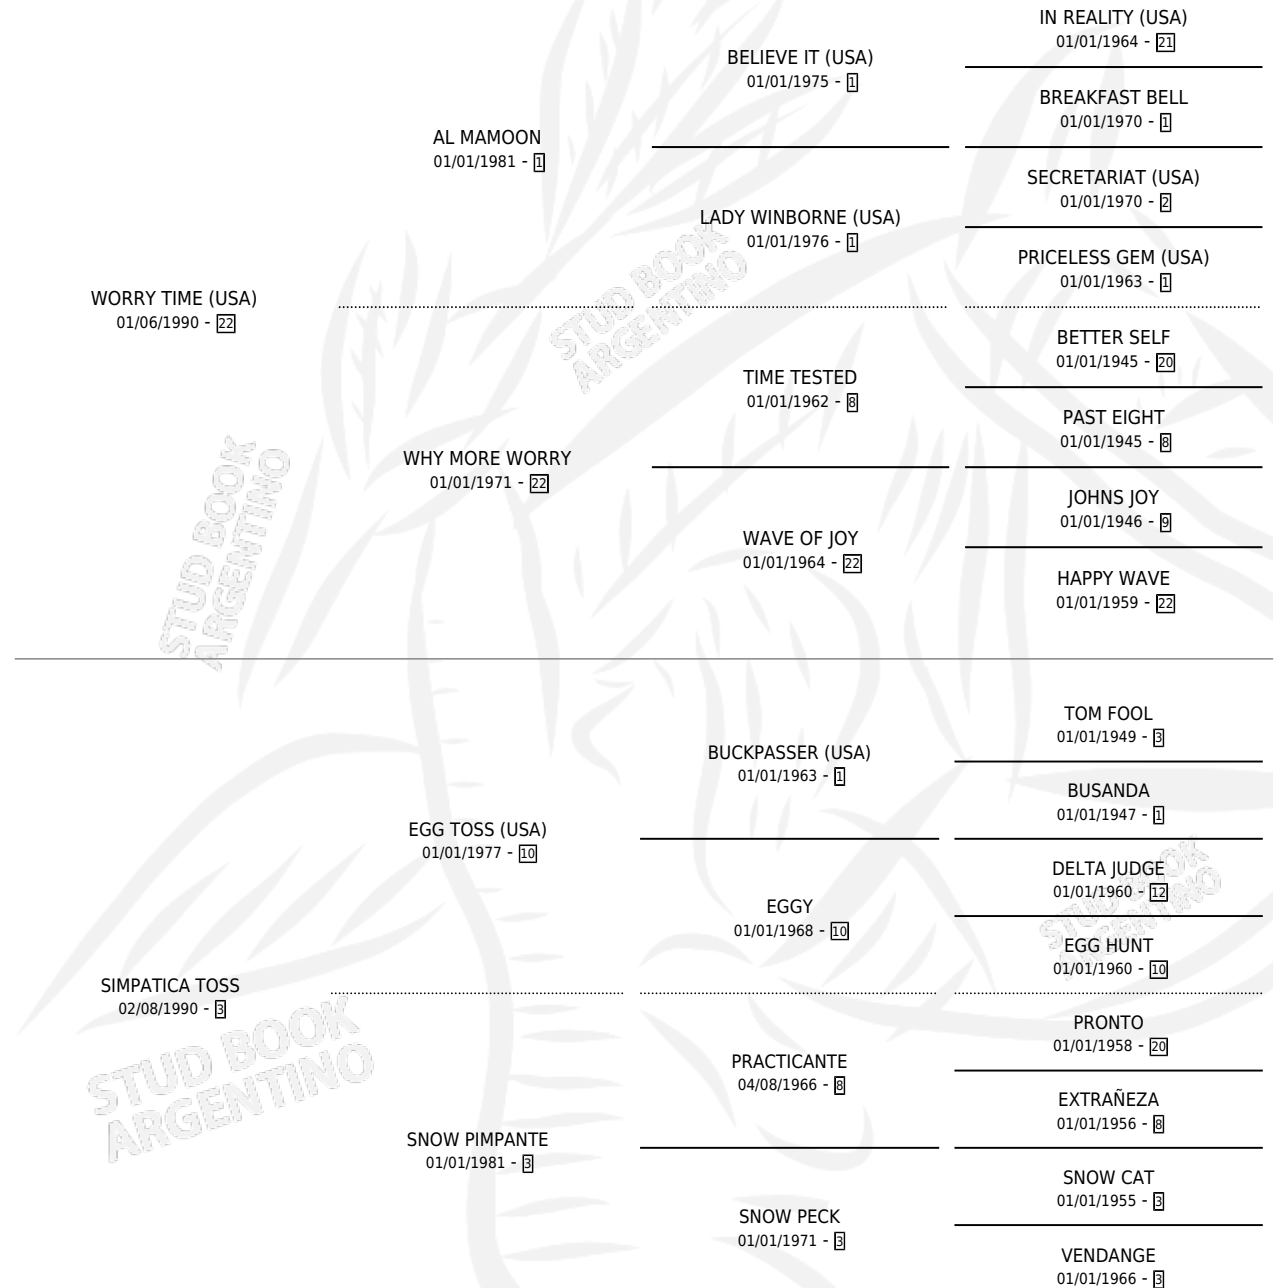 IN REALITY (USA)
01/01/1964 - 21
BELIEVE IT (USA)
01/01/1975 - 1
BREAKFAST BELL
01/01/1970 - 1
AL MAMOON
01/01/1981 - 1
SECRETARIAT (USA)
01/01/1970 - 2
LADY WINBORNE (USA)
01/01/1976 - 1
PRICELESS GEM (USA)
01/01/1963 - 1
WORRY TIME (USA)
01/06/1990 - 22
STUD BOOK
ARGENTINO
BETTER SELF
01/01/1945 - 20
TIME TESTED
01/01/1962 - 8
PAST EIGHT
01/01/1945 - 8
WHY MORE WORRY
01/01/1971 - 22
JOHNS JOY
01/01/1946 - 9
WAVE OF JOY
01/01/1964 - 22
HAPPY WAVE
01/01/1959 - 22
STUD BOOK
ARGENTINO
TOM FOOL
01/01/1949 - 3
BUCKPASSER (USA)
01/01/1963 - 1
BUSANDA
01/01/1947 - 1
EGG TOSS (USA)
01/01/1977 - 10
DELTA JUDGE
01/01/1960 - 12
EGGY
01/01/1968 - 10
STUD BOOK
ARGENTINO
EGG HUNT
01/01/1960 - 10
SIMPATICA TOSS
02/08/1990 - 3
STUD BOOK
ARGENTINO
PRONTO
01/01/1958 - 20
PRACTICANTE
04/08/1966 - 8
EXTRAÑEZA
01/01/1956 - 8
SNOW PIMPANTE
01/01/1981 - 3
SNOW CAT
01/01/1955 - 3
SNOW PECK
01/01/1971 - 3
VENDANGE
01/01/1966 - 3